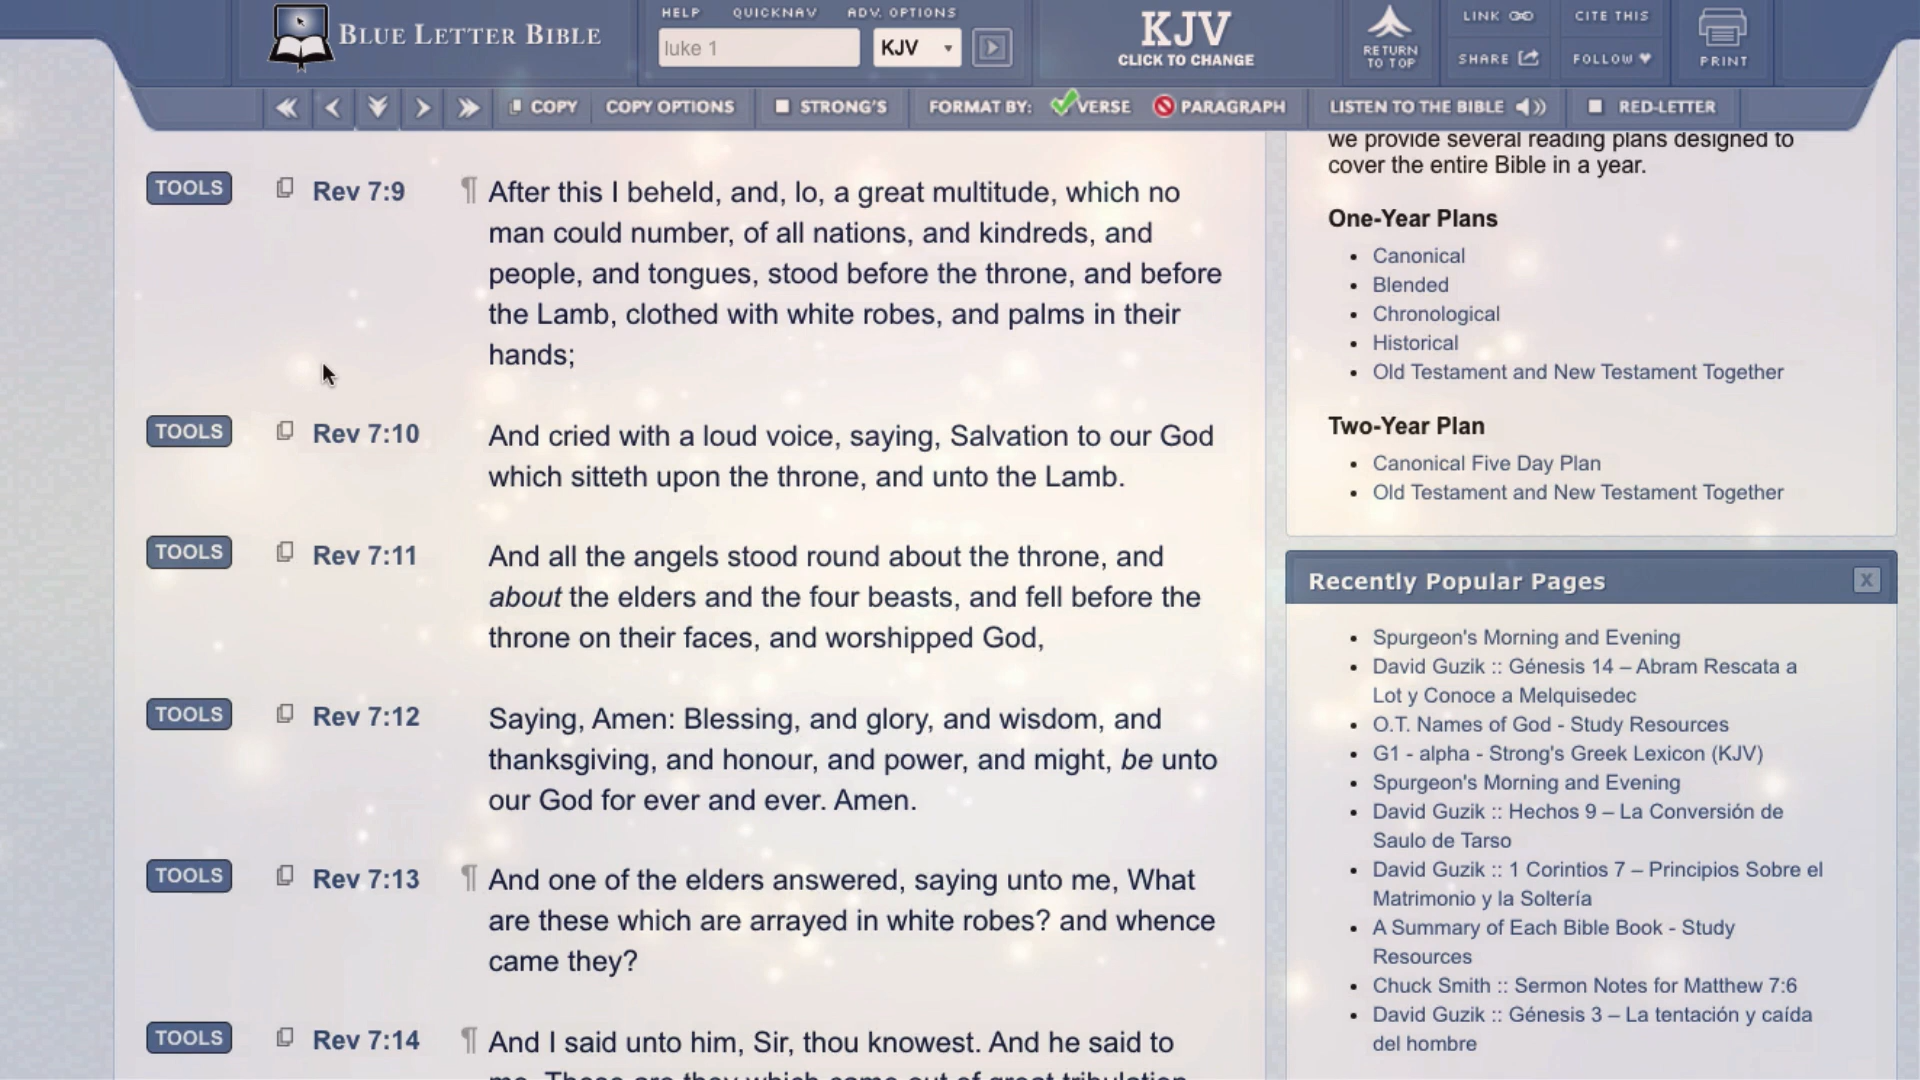 BLUE LETTER BIBLE
HELP QUICKNAV ADV. OPTIONS
luke 1 KJV
KJV
CLICK TO CHANGE
RETURN
TO TOP
LINK
SHARE
CITE THIS
FOLLOW
PRINT
COPY COPY OPTIONS STRONG'S FORMAT BY: VERSE PARAGRAPH LISTEN TO THE BIBLE RED-LETTER
TOOLS Rev 7:9 ¶ After this I beheld, and, lo, a great multitude, which no
man could number, of all nations, and kindreds, and
people, and tongues, stood before the throne, and before
the Lamb, clothed with white robes, and palms in their
hands;
TOOLS Rev 7:10 And cried with a loud voice, saying, Salvation to our God
which sitteth upon the throne, and unto the Lamb.
TOOLS Rev 7:11 And all the angels stood round about the throne, and
about the elders and the four beasts, and fell before the
throne on their faces, and worshipped God,
TOOLS Rev 7:12 Saying, Amen: Blessing, and glory, and wisdom, and
thanksgiving, and honour, and power, and might, be unto
our God for ever and ever. Amen.
TOOLS Rev 7:13 ¶ And one of the elders answered, saying unto me, What
are these which are arrayed in white robes? and whence
came they?
TOOLS Rev 7:14 ¶ And I said unto him, Sir, thou knowest. And he said to
me, These are they which came out of great tribulation,
we provide several reading plans designed to
cover the entire Bible in a year.
One-Year Plans
• Canonical
• Blended
• Chronological
• Historical
• Old Testament and New Testament Together
Two-Year Plan
• Canonical Five Day Plan
• Old Testament and New Testament Together
Recently Popular Pages X
• Spurgeon's Morning and Evening
• David Guzik :: Génesis 14 – Abram Rescata a
Lot y Conoce a Melquisedec
• O.T. Names of God - Study Resources
• G1 - alpha - Strong's Greek Lexicon (KJV)
• Spurgeon's Morning and Evening
• David Guzik :: Hechos 9 – La Conversión de
Saulo de Tarso
• David Guzik :: 1 Corintios 7 – Principios Sobre el
Matrimonio y la Soltería
• A Summary of Each Bible Book - Study
Resources
• Chuck Smith :: Sermon Notes for Matthew 7:6
• David Guzik :: Génesis 3 – La tentación y caída
del hombre